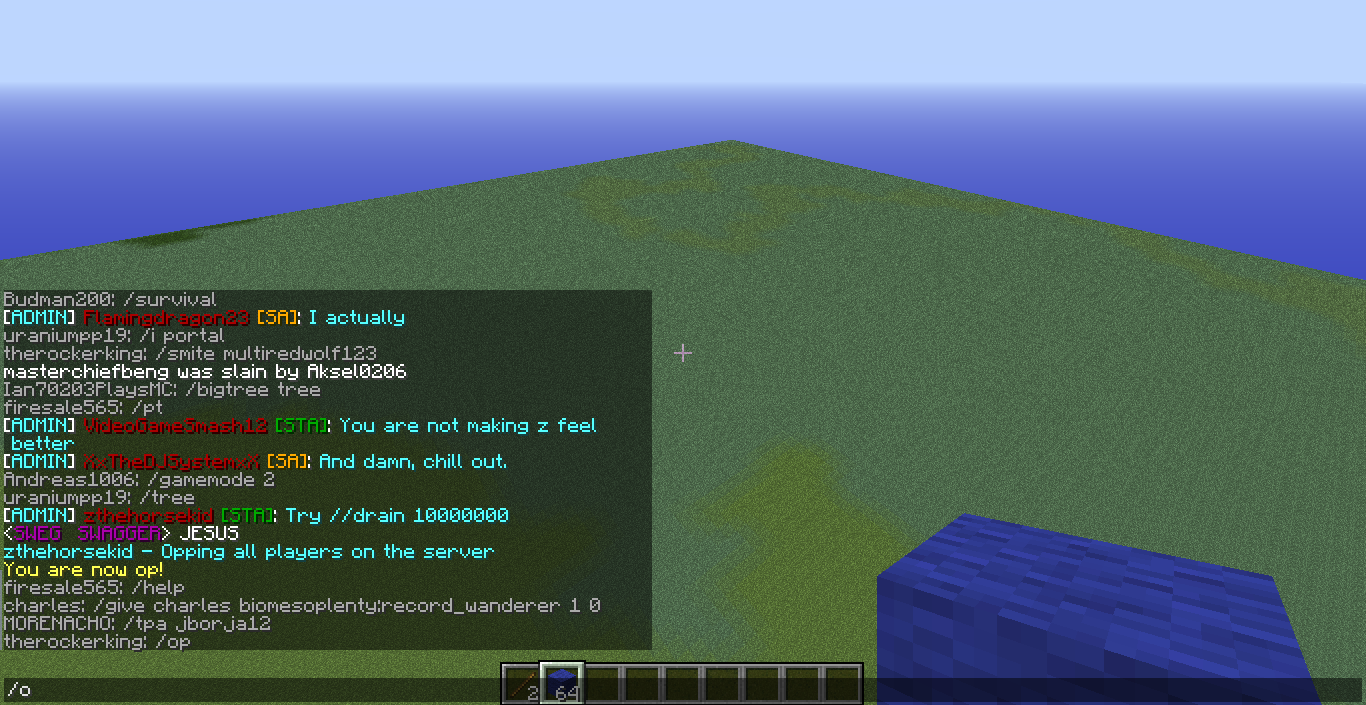 Budman200: /survival
[ADMIN] Flamingdragon23 [SA]: I actually
uraniumpp19: /i portal
therockerking: /smite multiredwolf123
masterchiefbeng was slain by Aksel0206
Ian70203PlaysMC: /bigtree tree
firesale565: /pt
[ADMIN] VideoGameSmash12 [STA]: You are not making z feel
better
[ADMIN] XxTheDJSystemxX [SA]: And damn, chill out.
Andreas1006: /gamemode 2
uraniumpp19: /tree
[ADMIN] zthehorsekid [STA]: Try //drain 10000000
<SWEG_SWAGGER> JESUS
zthehorsekid - Opping all players on the server
You are now op!
firesale565: /help
charles: /give charles biomesoplenty:record_wanderer 1 0
MORENACHO: /tpa jborja12
therockerking: /op
2 64
/o